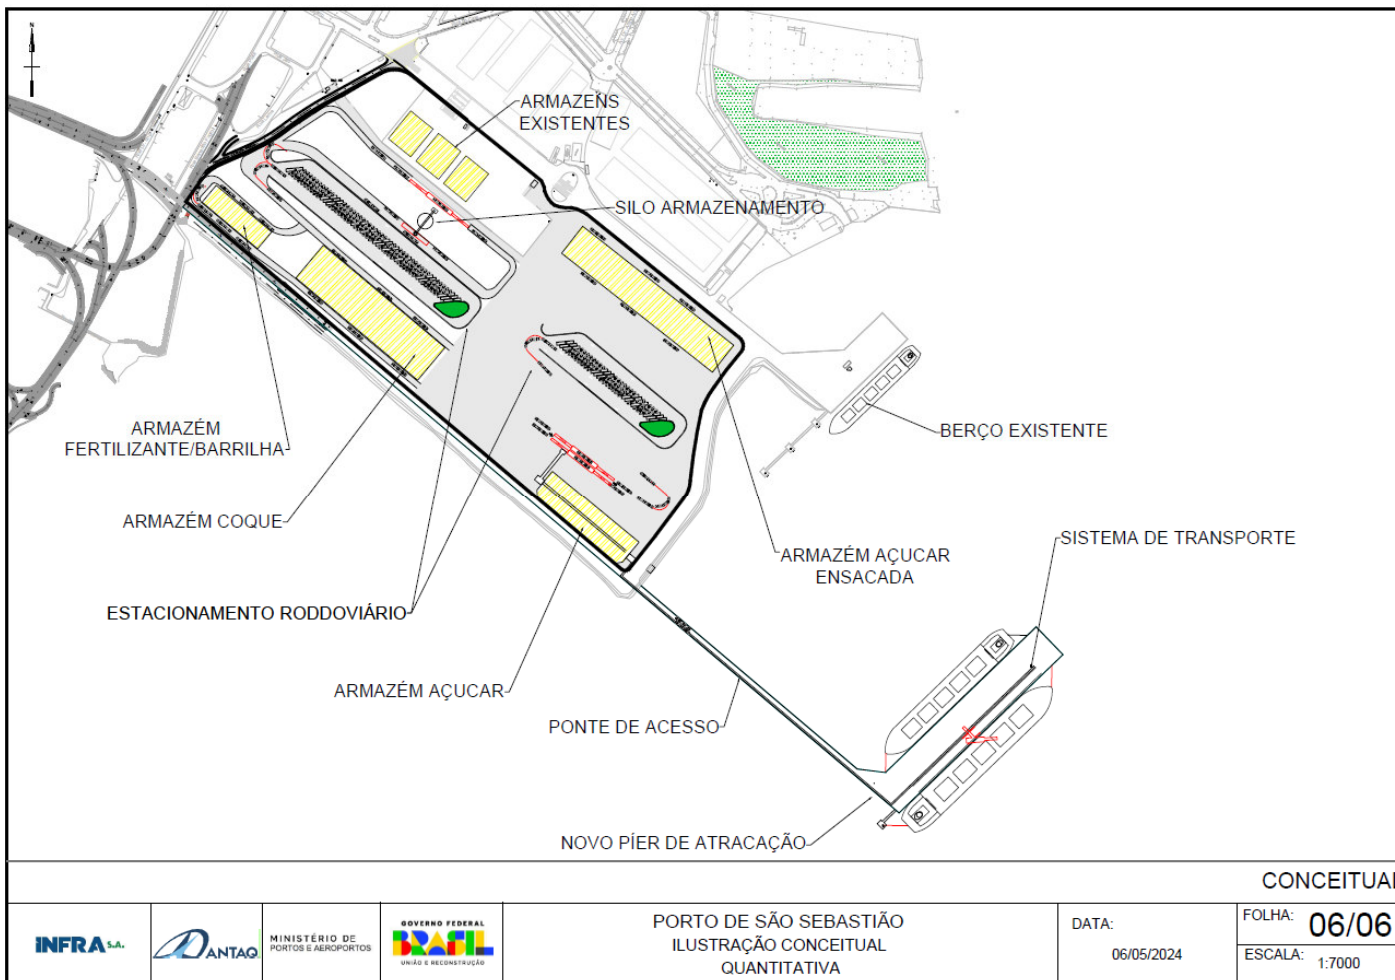 N
ARMAZENS
EXISTENTES
SILO ARMAZENAMENTO
ARMAZÉM
FERTILIZANTE/BARRILHA
BERÇO EXISTENTE
ARMAZÉM COQUE
SISTEMA DE TRANSPORTE
ARMAZÉM AÇUCAR
ENSACADA
ESTACIONAMENTO RODDOVIÁRIO
ARMAZÉM AÇUCAR
PONTE DE ACESSO
NOVO PÍER DE ATRACAÇÃO
CONCEITUAL
INFRA S.A.
ANTAQ
MINISTÉRIO DE
PORTOS E AEROPORTOS
GOVERNO FEDERAL
BRASIL
UNIÃO E RECONSTRUÇÃO
PORTO DE SÃO SEBASTIÃO
ILUSTRAÇÃO CONCEITUAL
QUANTITATIVA
DATA:
06/05/2024
FOLHA: 06/06
ESCALA: 1:7000